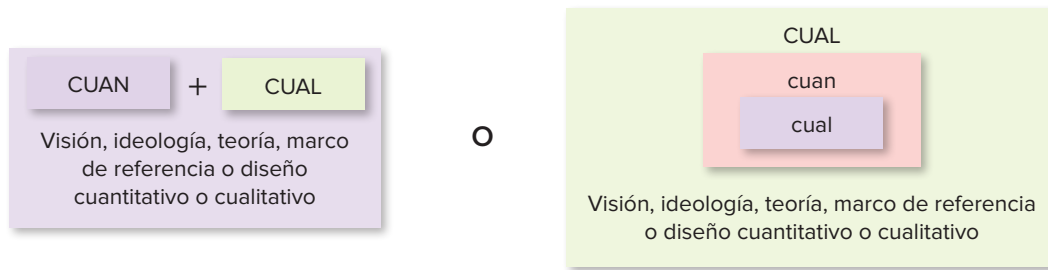 CUAN + CUAL
Visión, ideología, teoría, marco
de referencia o diseño
cuantitativo o cualitativo
o
CUAL
cuan
cual
Visión, ideología, teoría, marco de referencia
o diseño cuantitativo o cualitativo